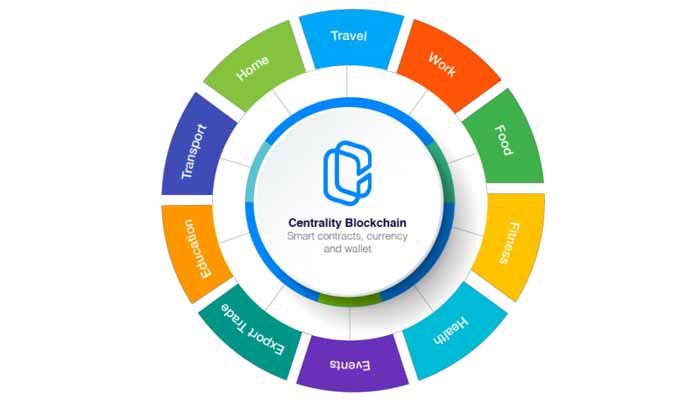 Travel
Work
Food
Fitness
Health
Events
Export Trade
Education
Transport
Home
Centrality Blockchain
Smart contracts, currency
and wallet